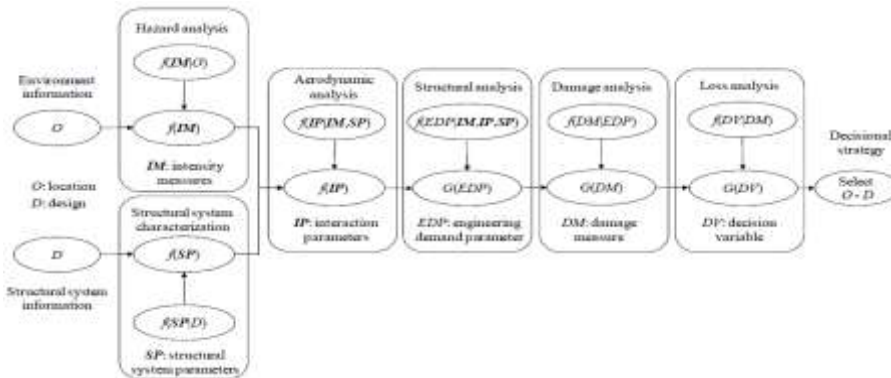 Hazard analysis
f(IM|O)
f(IM)
IM: intensity
measures
Environment
information
O
O: location
D: design
Structural system
characterization
f(SP)
f(SP|D)
SP: structural
system parameters
D
Structural system
information
Aerodynamic
analysis
f(IP|IM,SP)
f(IP)
IP: interaction
parameters
Structural analysis
f(EDP|IM,IP,SP)
G(EDP)
EDP: engineering
demand parameter
Damage analysis
f(DM|EDP)
G(DM)
DM: damage
measure
Loss analysis
f(DV|DM)
G(DV)
DV: decision
variable
Decisional
strategy
Select
O - D